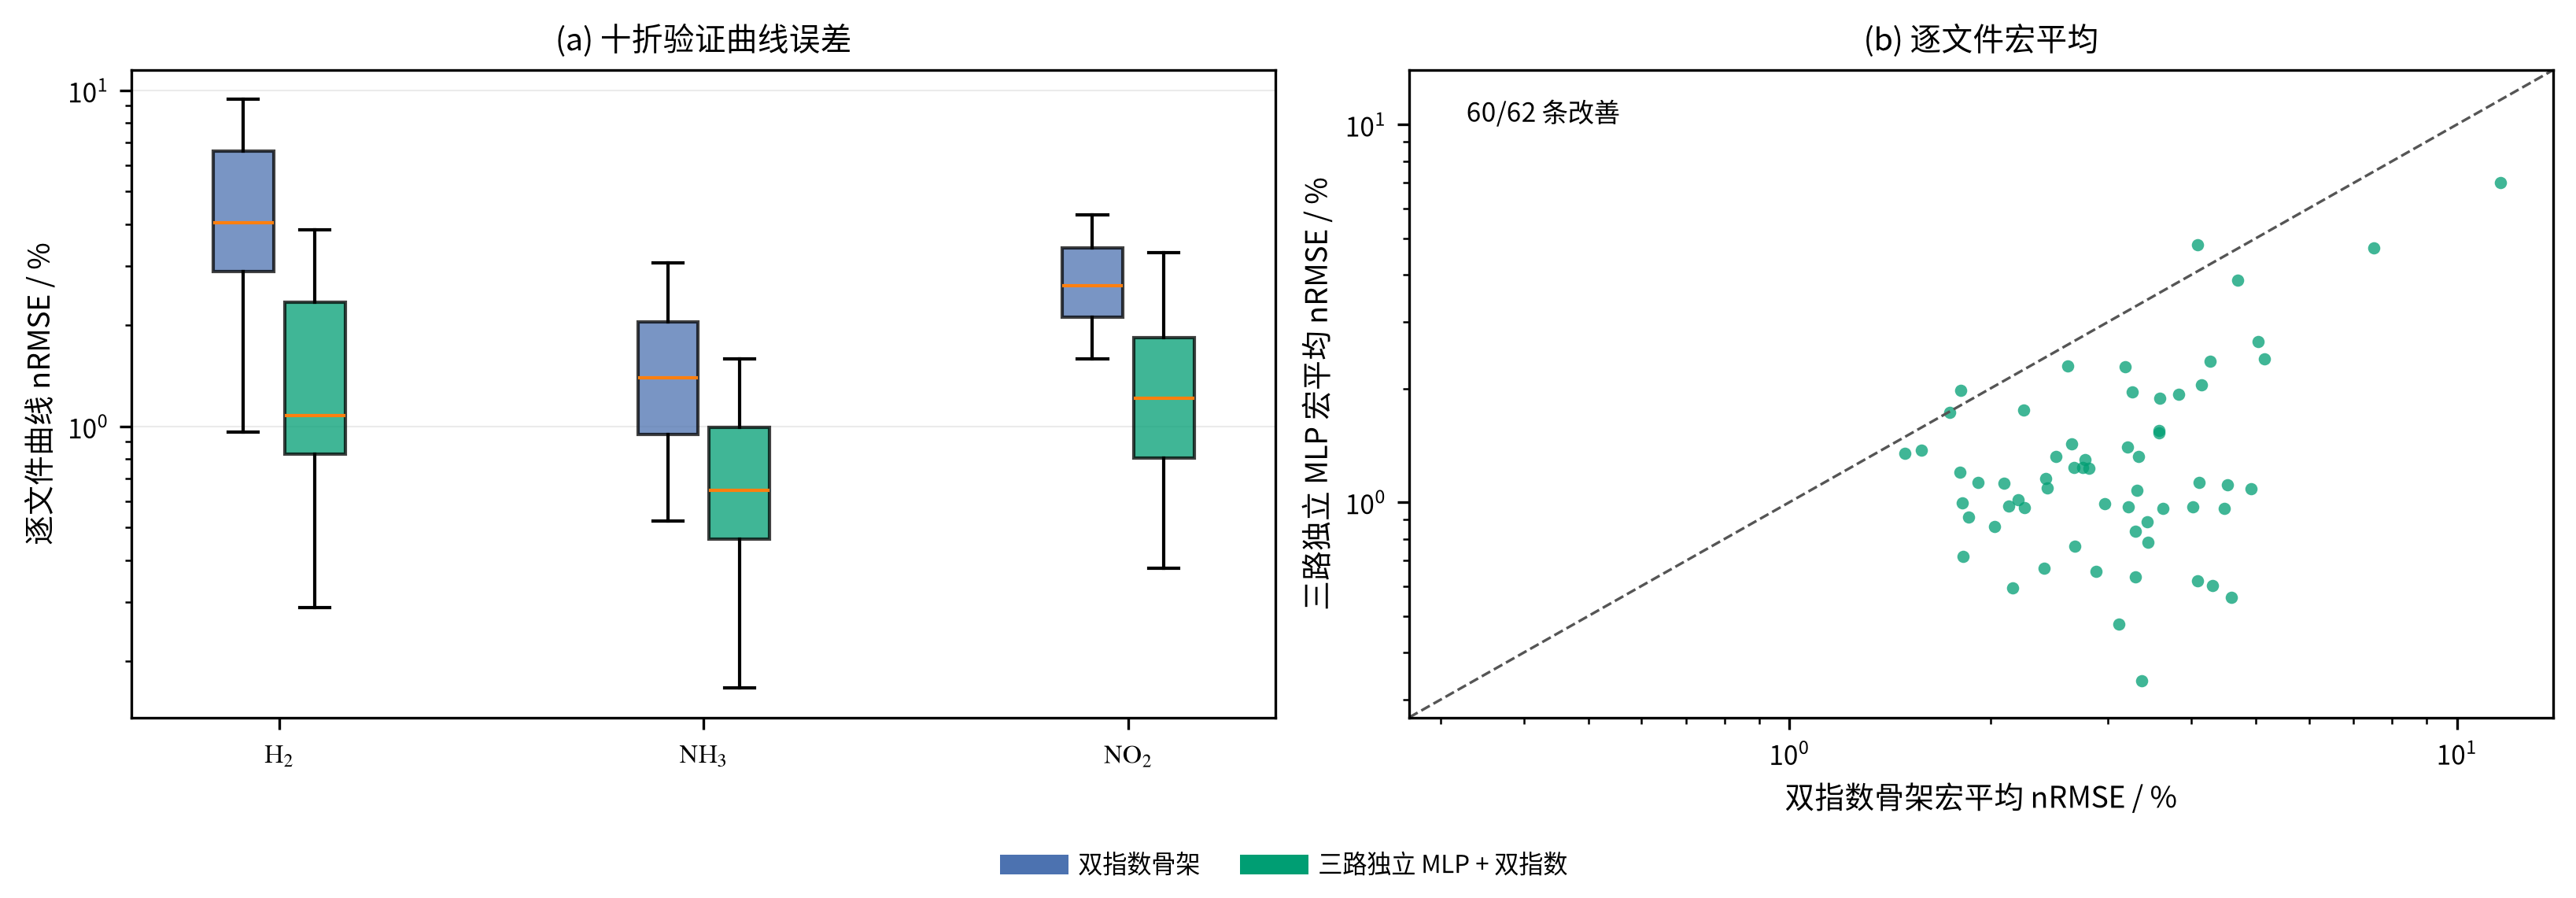 (a) 十折验证曲线误差
逐文件曲线 nRMSE / %
10¹
10⁰
H₂
NH₃
NO₂
(b) 逐文件宏平均
60/62 条改善
三路独立 MLP 宏平均 nRMSE / %
10¹
10⁰
10⁰
10¹
双指数骨架宏平均 nRMSE / %
双指数骨架
三路独立 MLP + 双指数